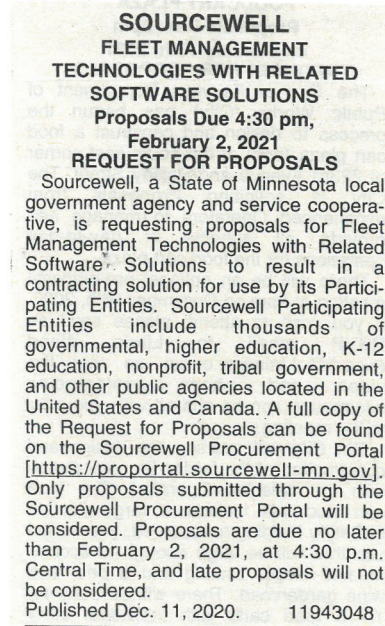 SOURCEWELL
FLEET MANAGEMENT
TECHNOLOGIES WITH RELATED
SOFTWARE SOLUTIONS
Proposals Due 4:30 pm.
February 2, 2021
REQUEST FOR PROPOSALS
Sourcewell, a State of Minnesota local
government agency and service coopera-
tive, is requesting proposals for Fleet
Management Technologies with Related
Software Solutions to result in a
contracting solution for use by its Partici-
pating Entities. Sourcewell Participating
Entities include thousands of
governmental, higher education, K-12
education, nonprofit, tribal government,
and other public agencies located in the
United States and Canada. A full copy of
the Request for Proposals can be found
on the Sourcewell Procurement Portal
[https://proportal.sourcewell-mn.gov].
Only proposals submitted through the
Sourcewell Procurement Portal will be
considered. Proposals are due no later
than February 2, 2021, at 4:30 p.m.
Central Time, and late proposals will not
be considered.
Published Dec. 11, 2020. 11943048